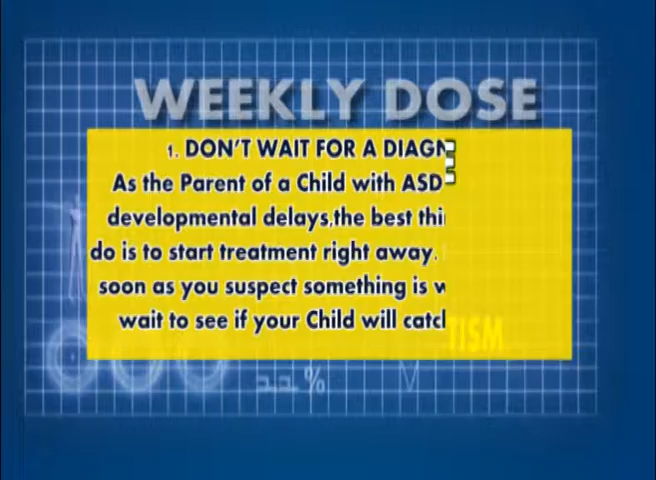 WEEKLY DOSE
1. DON'T WAIT FOR A DIAGN
As the Parent of a Child with ASD
developmental delays,the best thi
do is to start treatment right away.
soon as you suspect something is w
wait to see if your Child will catcl
TISM
%